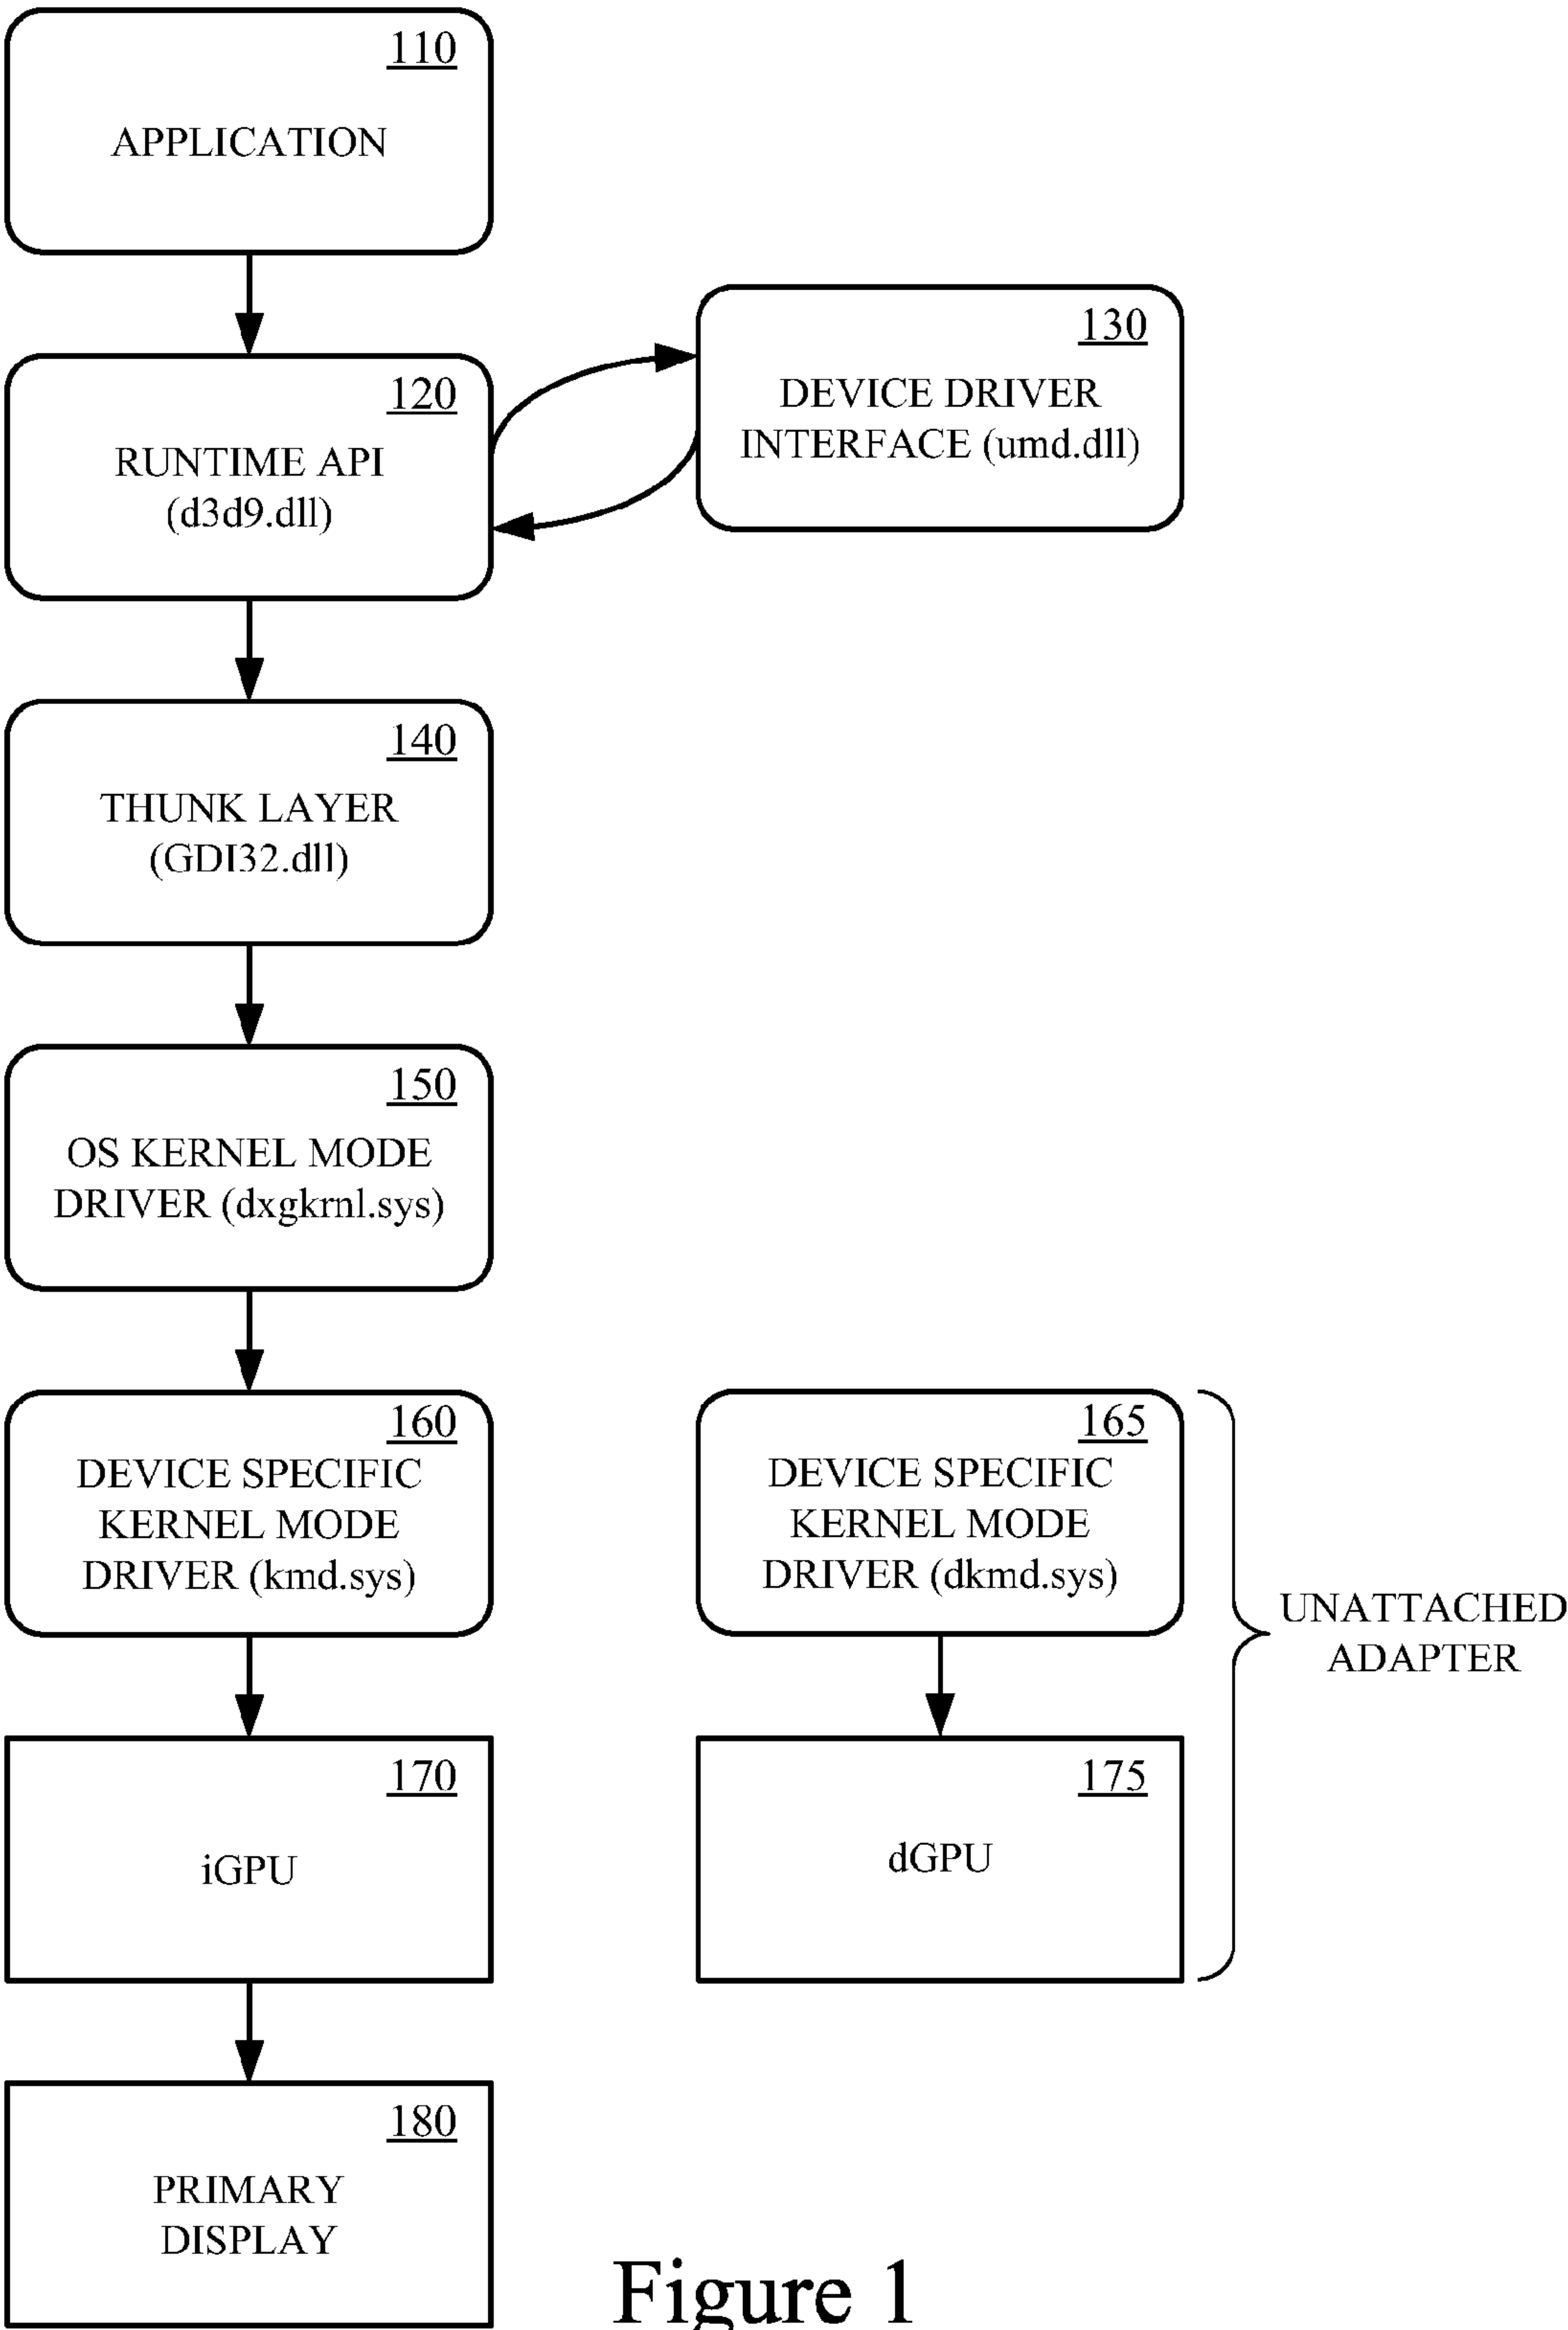 110
APPLICATION
120
RUNTIME API
(d3d9.dll)
130
DEVICE DRIVER
INTERFACE (umd.dll)
140
THUNK LAYER
(GDI32.dll)
150
OS KERNEL MODE
DRIVER (dxgkrnl.sys)
160
DEVICE SPECIFIC
KERNEL MODE
DRIVER (kmd.sys)
165
DEVICE SPECIFIC
KERNEL MODE
DRIVER (dkmd.sys)
UNATTACHED
ADAPTER
170
iGPU
175
dGPU
180
PRIMARY
DISPLAY
Figure 1